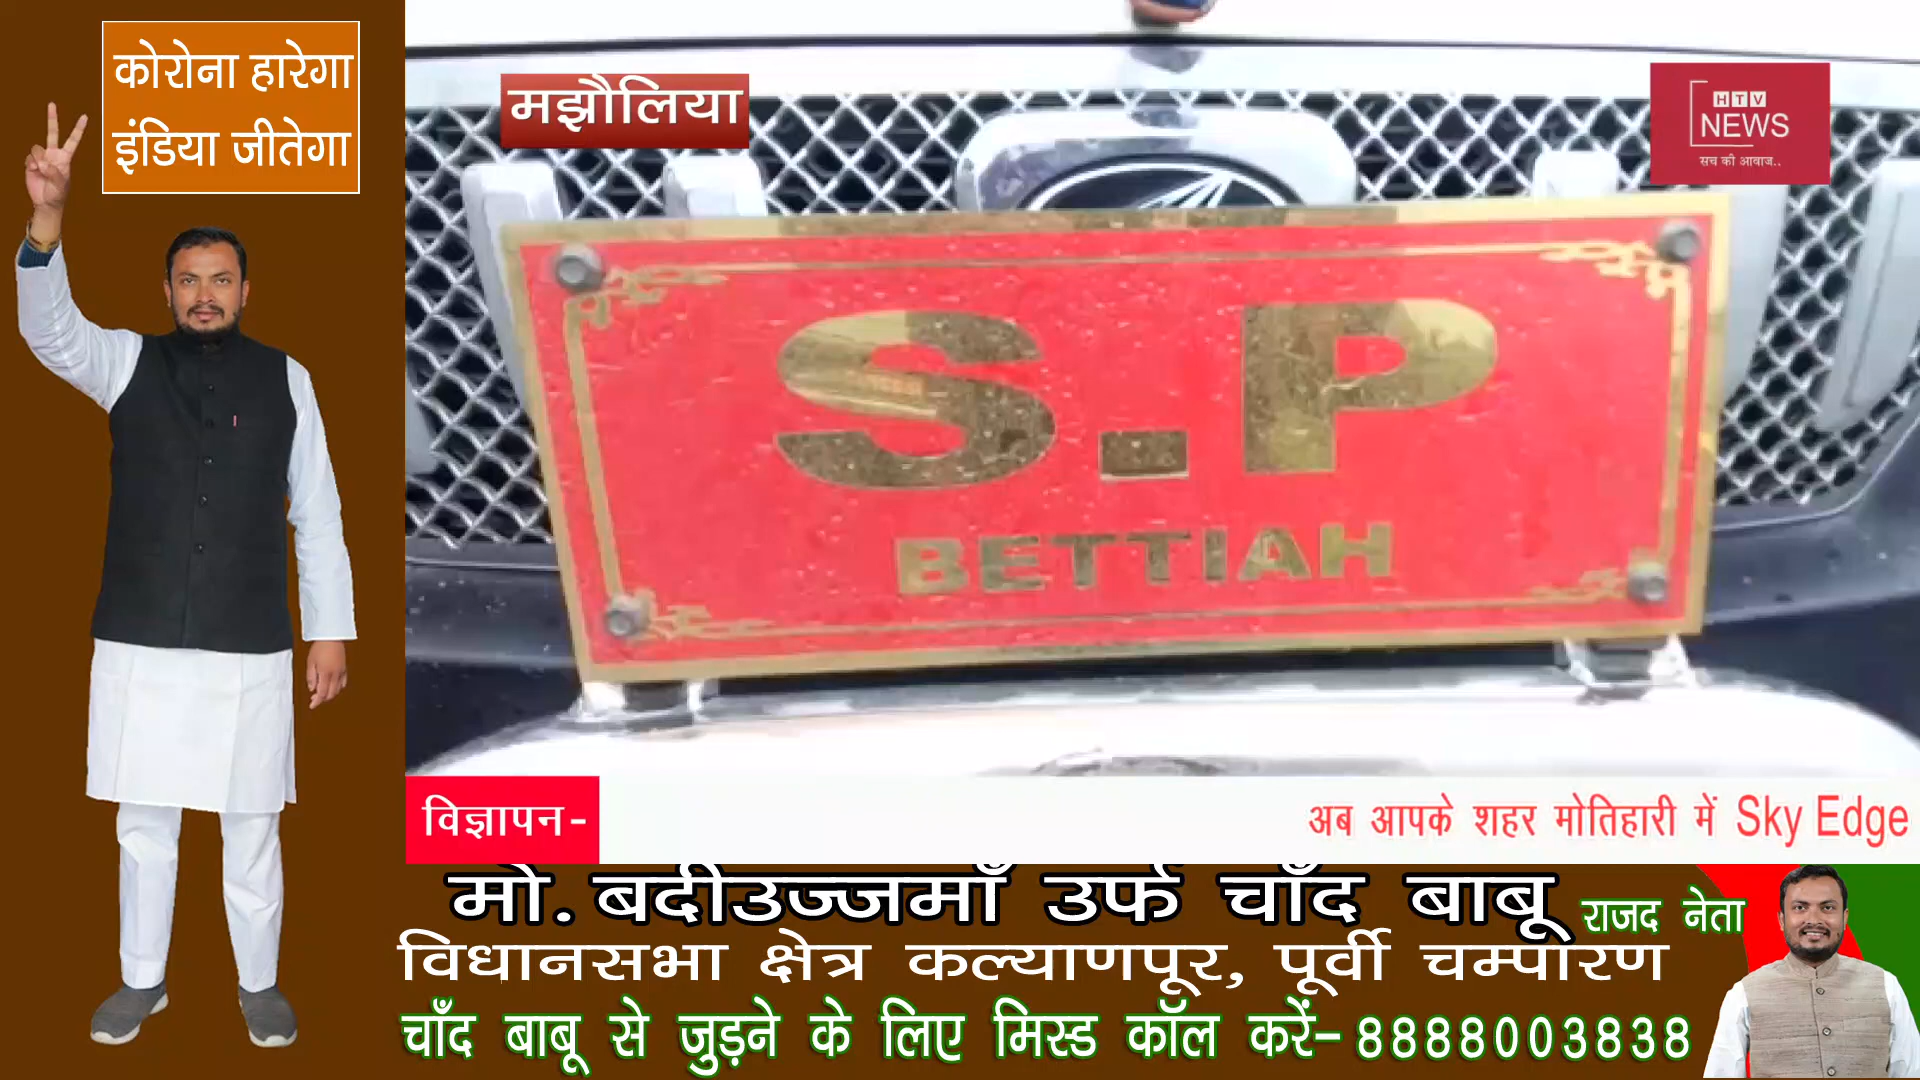 कोरोना हारेगा
इंडिया जीतेगा
मझौलिया
HTV
NEWS
सच की आवाज..
S-P
BETTIAH
विज्ञापन-
अब आपके शहर मोतिहारी में Sky Edge
मो. बदीउज्जमाँ उर्फ चाँद बाबू राजद नेता
विधानसभा क्षेत्र कल्याणपूर, पूर्वी चम्पारण
चाँद बाबू से जुड़ने के लिए मिस्ड कॉल करें- 8888003838